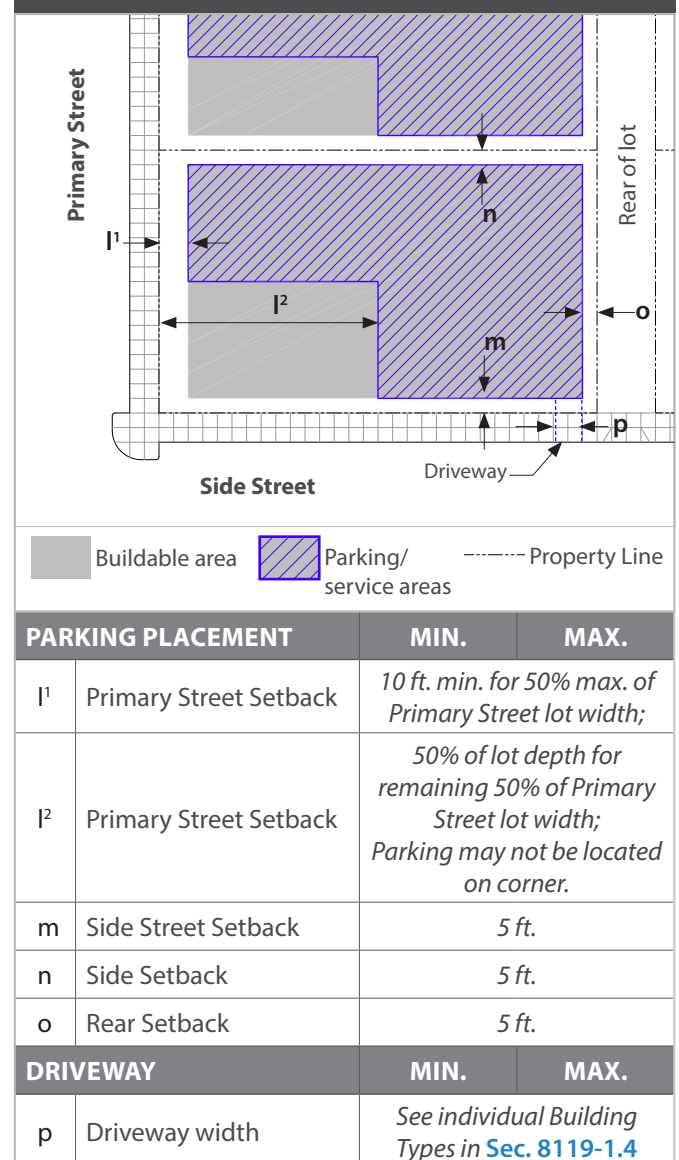 Primary Street
Rear of lot
l¹
n
l²
o
m
p
Driveway
Side Street
Buildable area
Parking/
service areas
Property Line
PARKING PLACEMENT MIN. MAX.
l¹ Primary Street Setback 10 ft. min. for 50% max. of
Primary Street lot width;
l² Primary Street Setback 50% of lot depth for
remaining 50% of Primary
Street lot width;
Parking may not be located
on corner.
m Side Street Setback 5 ft.
n Side Setback 5 ft.
o Rear Setback 5 ft.
DRIVEWAY MIN. MAX.
p Driveway width See individual Building
Types in Sec. 8119-1.4